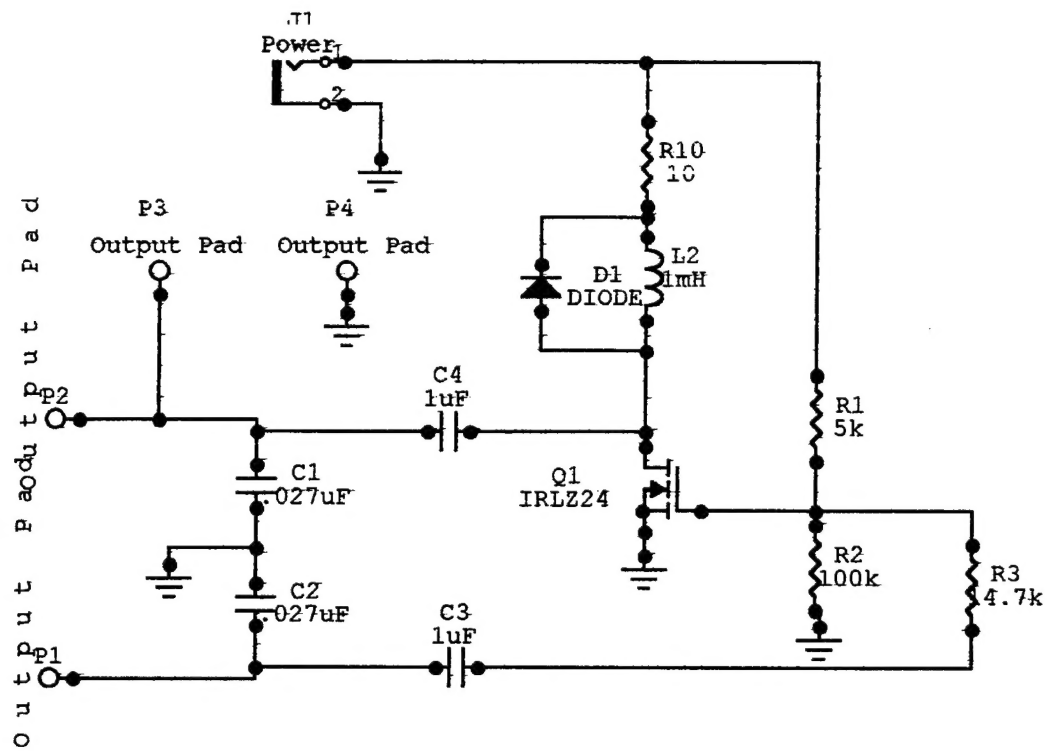 J1
Power
1
2
R10
10
P3
Output Pad
P4
Output Pad
L2
1mH
D1
DIODE
P2
Output Pad
C4
1uF
R1
5k
C1
.027uF
Q1
IRLZ24
R2
100k
R3
4.7k
C2
.027uF
C3
1uF
P1
Output Pad